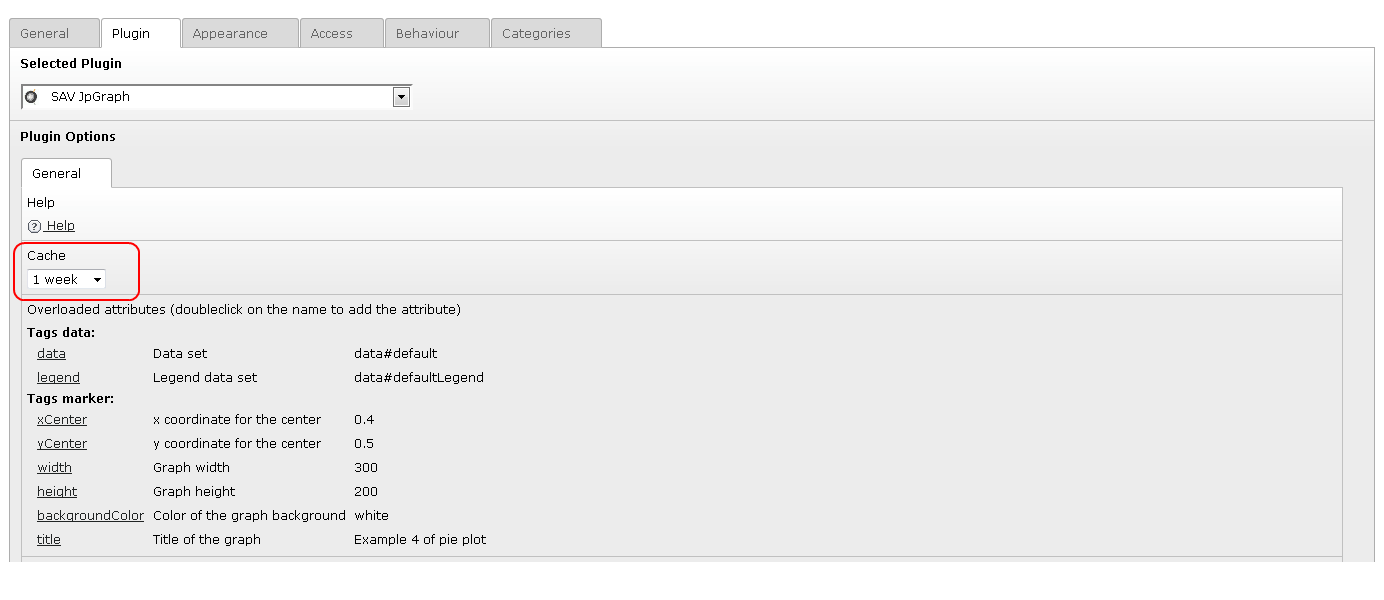 General Plugin Appearance Access Behaviour Categories
Selected Plugin
SAV JpGraph
Plugin Options
General
Help
? Help
Cache
1 week
Overloaded attributes (doubleclick on the name to add the attribute)
Tags data:
data Data set data#default
legend Legend data set data#defaultLegend
Tags marker:
xCenter x coordinate for the center 0.4
yCenter y coordinate for the center 0.5
width Graph width 300
height Graph height 200
backgroundColor Color of the graph background white
title Title of the graph Example 4 of pie plot